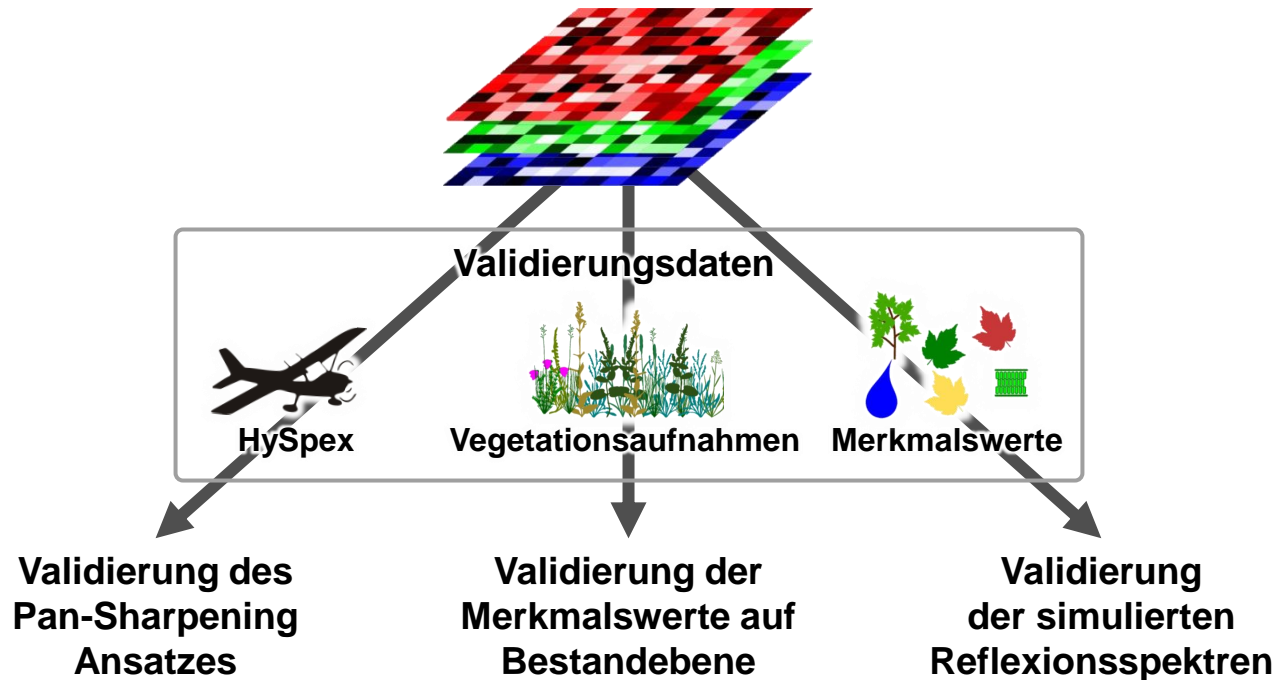 Validierungsdaten
HySpex
Vegetationsaufnahmen
Merkmalswerte
Validierung des
Pan-Sharpening
Ansatzes
Validierung der
Merkmalswerte auf
Bestandebene
Validierung
der simulierten
Reflexionsspektren